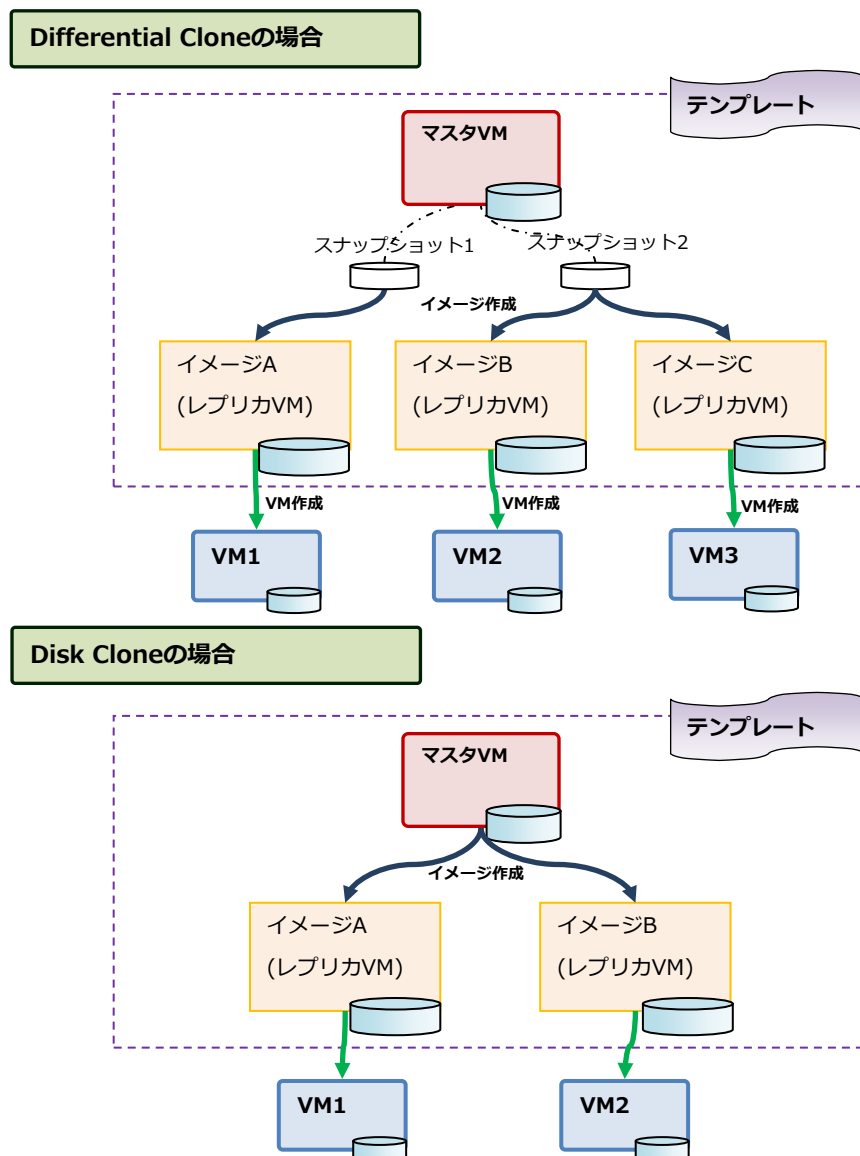 Differential Cloneの場合
テンプレート
マスタVM
スナップショット1
スナップショット2
イメージ作成
イメージA
(レプリカVM)
イメージB
(レプリカVM)
イメージC
(レプリカVM)
VM作成
VM作成
VM作成
VM1
VM2
VM3
Disk Cloneの場合
テンプレート
マスタVM
イメージ作成
イメージA
(レプリカVM)
イメージB
(レプリカVM)
VM1
VM2